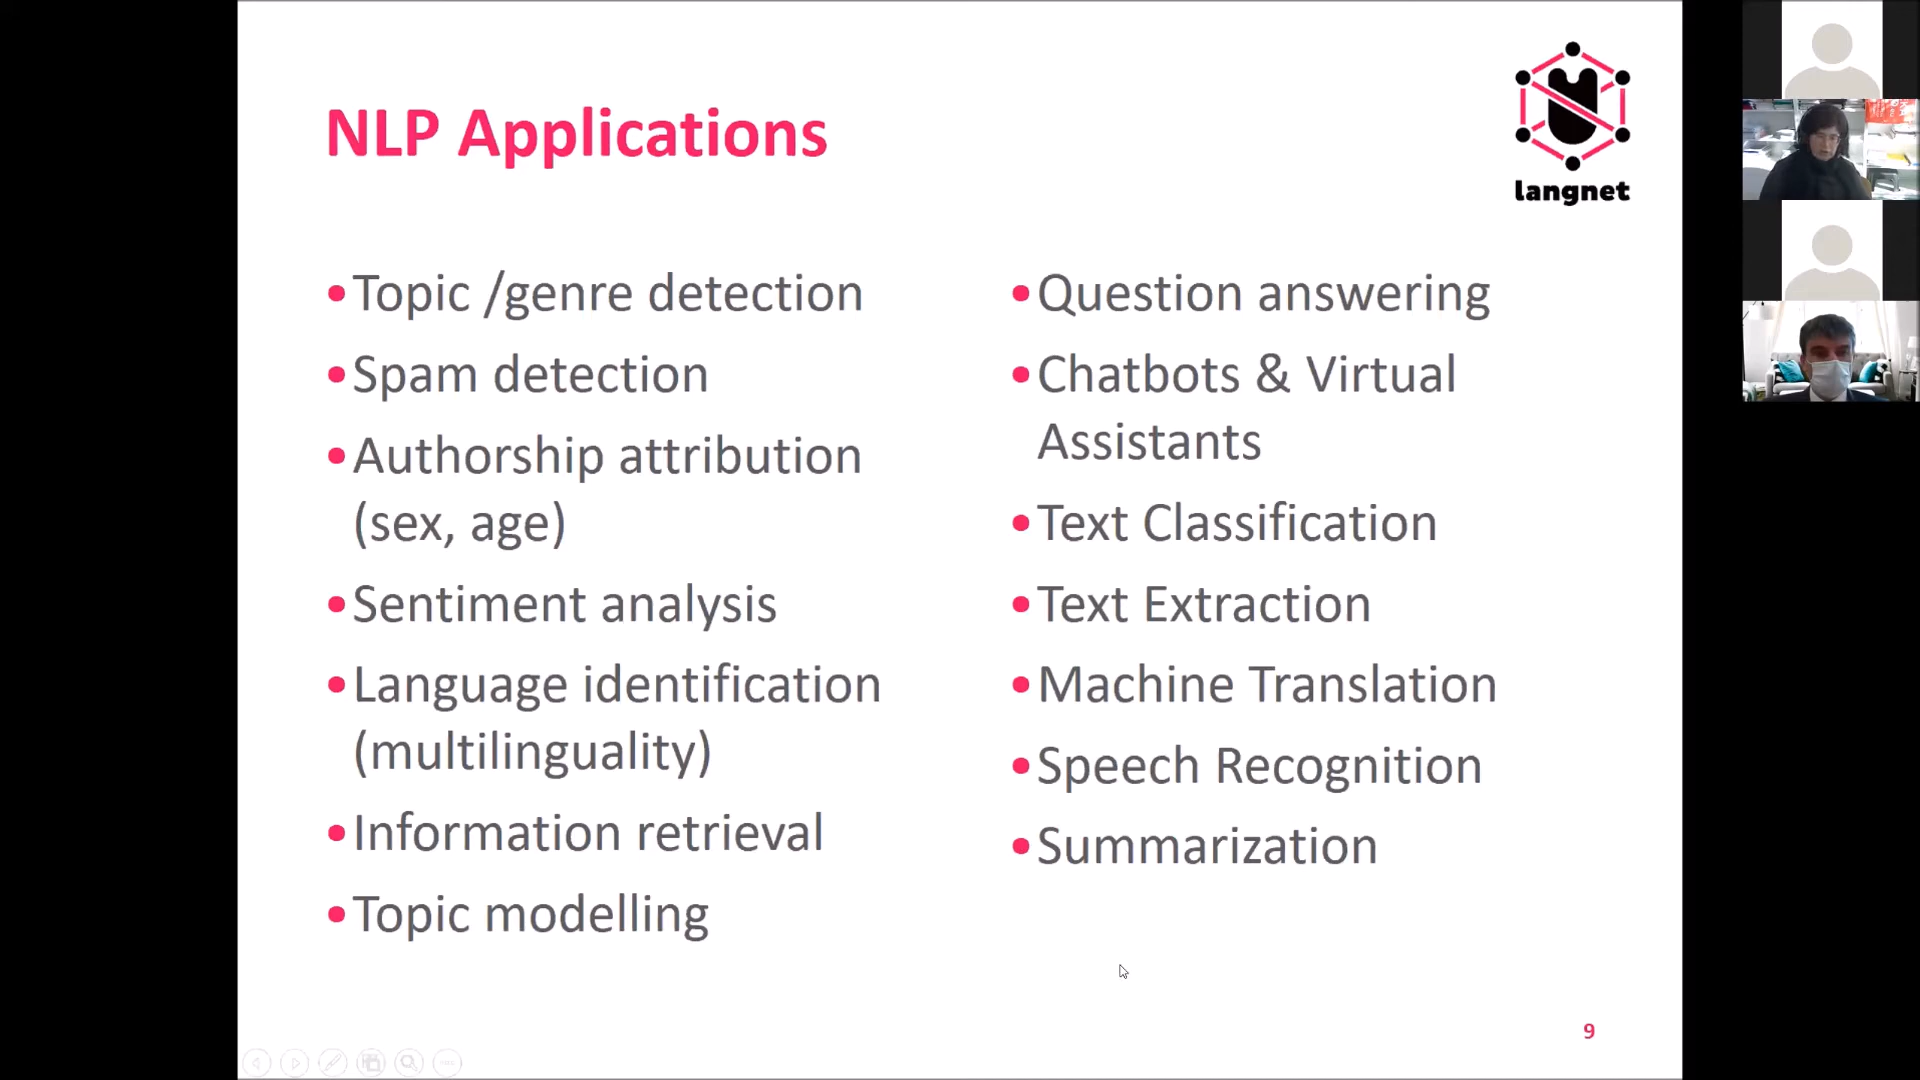 NLP Applications
langnet
•Topic /genre detection
•Spam detection
•Authorship attribution
(sex, age)
•Sentiment analysis
•Language identification
(multilinguality)
•Information retrieval
•Topic modelling
•Question answering
•Chatbots & Virtual
Assistants
•Text Classification
•Text Extraction
•Machine Translation
•Speech Recognition
•Summarization
9